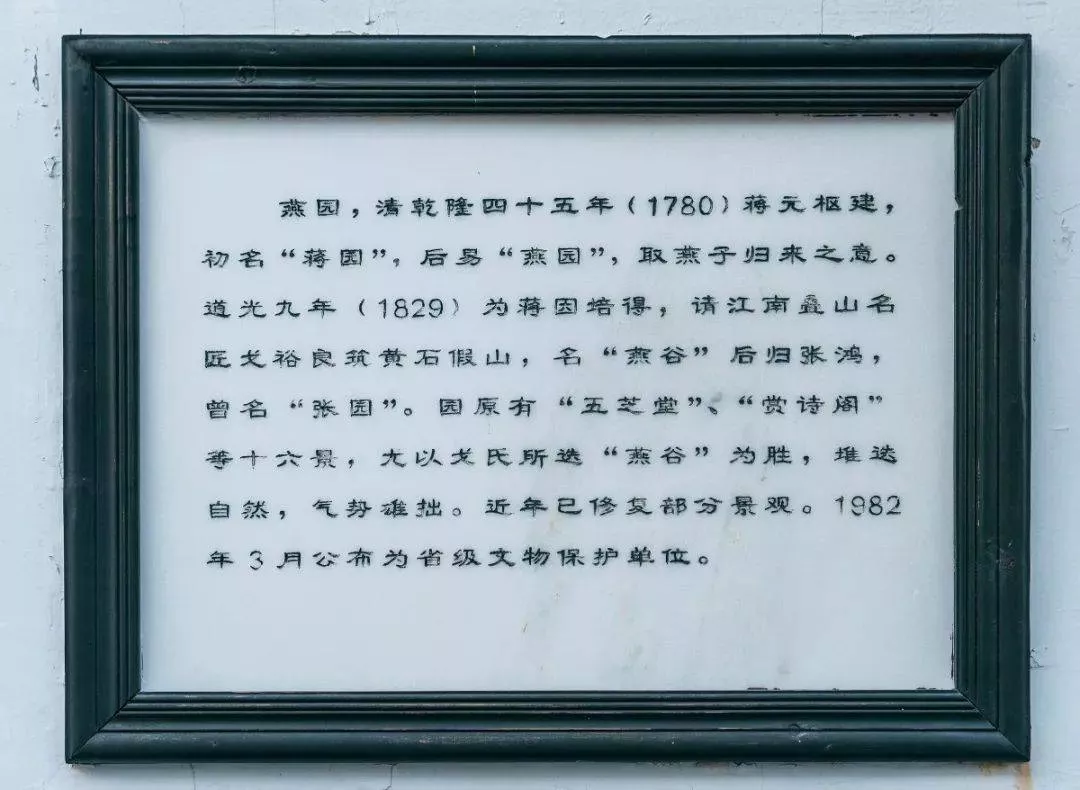 燕园，清乾隆四十五年（1780）蒋元枢建，
初名“蒋园”。后易“燕园”，取燕子归来之意。
道光九年（1829）为蒋因培得，请江南叠山名
匠戈裕良筑黄石假山，名“燕谷”后归张鸿，
曾名“张园”。园原有“五芝堂”、“赏诗阁”
等十六景，尤以戈氏所迭“燕谷”为胜，堆迭
自然，气势雄拙。近年已修复部分景观。1982
年3月公布为省级文物保护单位。